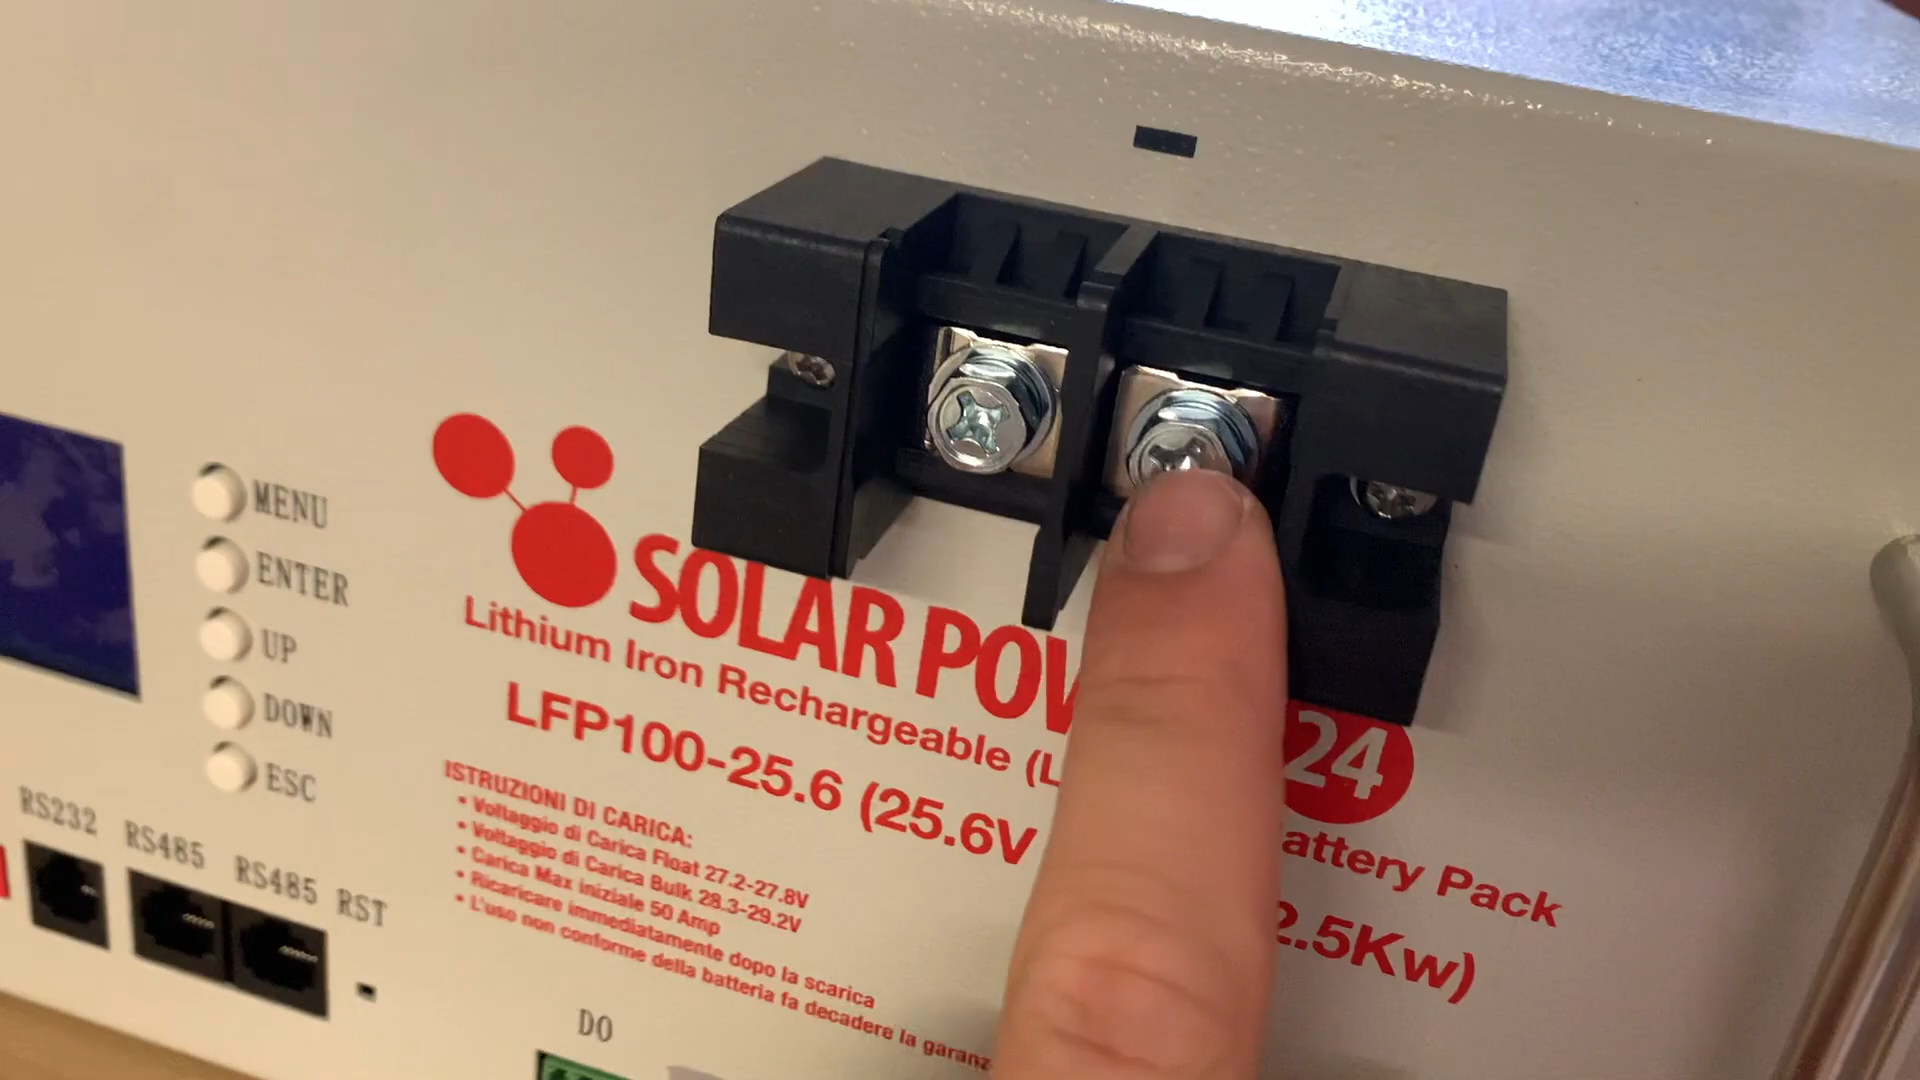 MENU
ENTER
UP
DOWN
ESC
RS232
RS485
RS485
RST
DO
SOLAR POW
24
Lithium Iron Rechargeable (L attery Pack
LFP100-25.6 (25.6V 2.5Kw)
ISTRUZIONI DI CARICA:
• Voltaggio di Carica Float 27.2-27.8V
• Voltaggio di Carica Bulk 28.3-29.2V
• Carica Max iniziale 50 Amp
• Ricaricare immediatamente dopo la scarica
• L'uso non conforme della batteria fa decadere la garanz